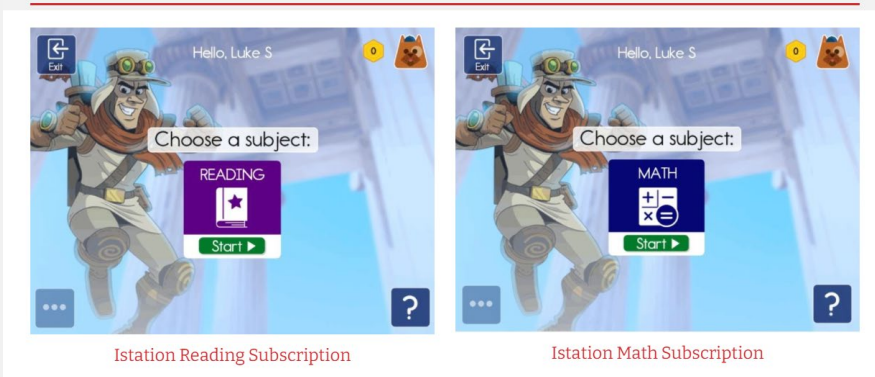 Exit
Hello, Luke S
0
Choose a subject:
READING
Start
?
Istation Reading Subscription
Exit
Hello, Luke S
0
Choose a subject:
MATH
Start
?
Istation Math Subscription